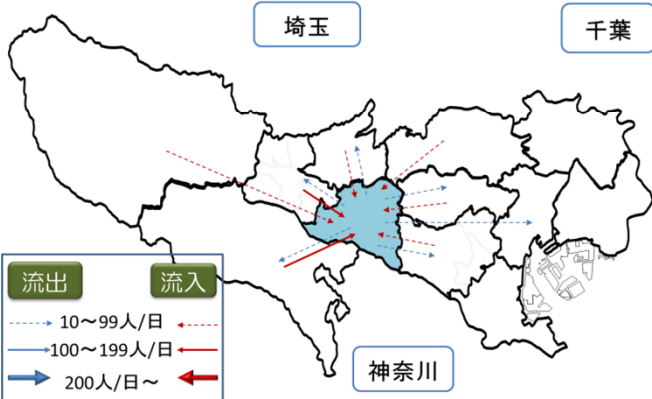 埼玉
千葉
流出
流入
10～99人/日
100～199人/日
200人/日～
神奈川